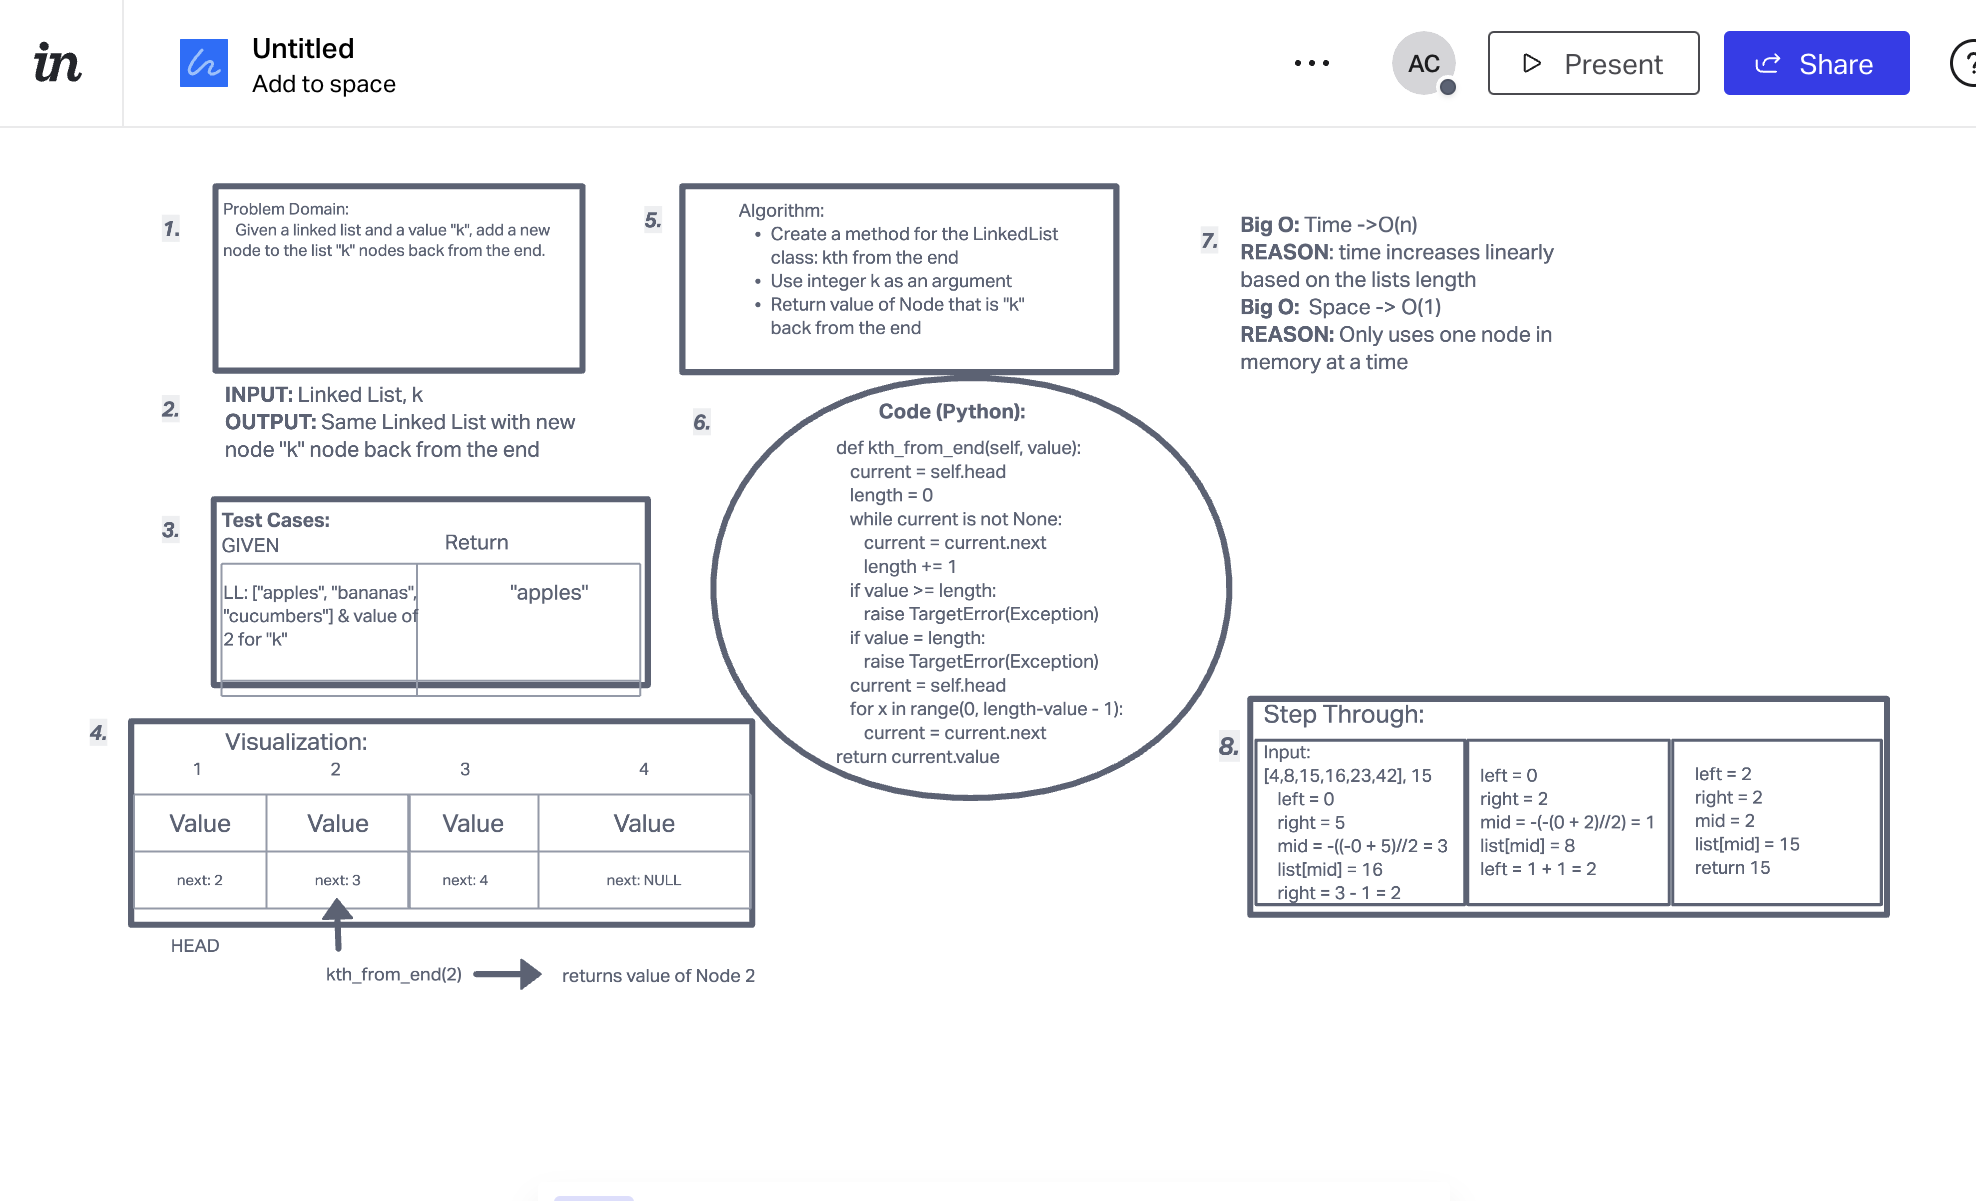 in
Untitled
Add to space
AC
Present
Share
?
1.
Problem Domain:
Given a linked list and a value "k", add a new
node to the list "k" nodes back from the end.
2.
INPUT: Linked List, k
OUTPUT: Same Linked List with new
node "k" node back from the end
3.
Test Cases:
GIVEN
Return
LL: ["apples", "bananas",
"cucumbers"] & value of
2 for "k"
"apples"
4.
Visualization:
1 2 3 4
Value Value Value Value
next: 2 next: 3 next: 4 next: NULL
HEAD
kth_from_end(2)
returns value of Node 2
5.
Algorithm:
• Create a method for the LinkedList
class: kth from the end
• Use integer k as an argument
• Return value of Node that is "k"
back from the end
6.
Code (Python):
def kth_from_end(self, value):
current = self.head
length = 0
while current is not None:
current = current.next
length += 1
if value >= length:
raise TargetError(Exception)
if value = length:
raise TargetError(Exception)
current = self.head
for x in range(0, length-value - 1):
current = current.next
return current.value
7.
Big O: Time ->O(n)
REASON: time increases linearly
based on the lists length
Big O: Space -> O(1)
REASON: Only uses one node in
memory at a time
8.
Step Through:
Input:
[4,8,15,16,23,42], 15
left = 0
right = 5
mid = -((-0 + 5)//2 = 3
list[mid] = 16
right = 3 - 1 = 2
left = 0
right = 2
mid = -(-(0 + 2)//2) = 1
list[mid] = 8
left = 1 + 1 = 2
left = 2
right = 2
mid = 2
list[mid] = 15
return 15